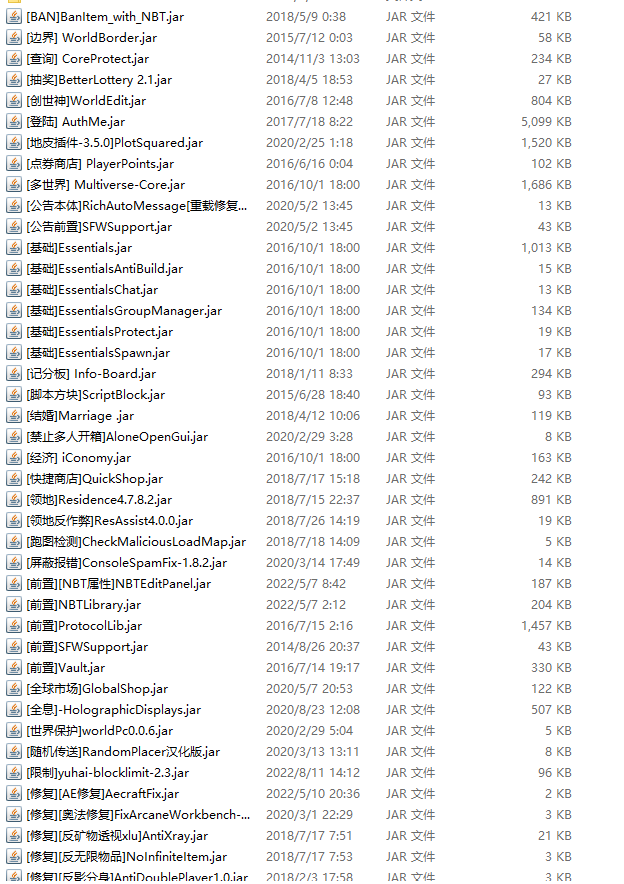 [BAN]BanItem_with_NBT.jar 2018/5/9 0:38 JAR 文件 421 KB
[边界] WorldBorder.jar 2015/7/12 0:03 JAR 文件 58 KB
[查询] CoreProtect.jar 2014/11/3 13:03 JAR 文件 234 KB
[抽奖]BetterLottery 2.1.jar 2018/4/5 18:53 JAR 文件 27 KB
[创世神]WorldEdit.jar 2016/7/8 12:48 JAR 文件 804 KB
[登陆] AuthMe.jar 2017/7/18 8:22 JAR 文件 5,099 KB
[地皮插件-3.5.0]PlotSquared.jar 2020/2/25 1:18 JAR 文件 1,520 KB
[点券商店] PlayerPoints.jar 2016/6/16 0:04 JAR 文件 102 KB
[多世界] Multiverse-Core.jar 2016/10/1 18:00 JAR 文件 1,686 KB
[公告本体]RichAutoMessage[重载修复... 2020/5/2 13:45 JAR 文件 13 KB
[公告前置]SFWSupport.jar 2020/5/2 13:45 JAR 文件 43 KB
[基础]Essentials.jar 2016/10/1 18:00 JAR 文件 1,013 KB
[基础]EssentialsAntiBuild.jar 2016/10/1 18:00 JAR 文件 15 KB
[基础]EssentialsChat.jar 2016/10/1 18:00 JAR 文件 13 KB
[基础]EssentialsGroupManager.jar 2016/10/1 18:00 JAR 文件 134 KB
[基础]EssentialsProtect.jar 2016/10/1 18:00 JAR 文件 19 KB
[基础]EssentialsSpawn.jar 2016/10/1 18:00 JAR 文件 17 KB
[记分板] Info-Board.jar 2018/1/11 8:33 JAR 文件 294 KB
[脚本方块]ScriptBlock.jar 2015/6/28 18:40 JAR 文件 93 KB
[结婚]Marriage .jar 2018/4/12 10:06 JAR 文件 119 KB
[禁止多人开箱]AloneOpenGui.jar 2020/2/29 3:28 JAR 文件 8 KB
[经济] iConomy.jar 2016/10/1 18:00 JAR 文件 163 KB
[快捷商店]QuickShop.jar 2018/7/17 15:18 JAR 文件 242 KB
[领地]Residence4.7.8.2.jar 2018/7/15 22:37 JAR 文件 891 KB
[领地反作弊]ResAssist4.0.0.jar 2018/7/26 14:19 JAR 文件 19 KB
[跑图检测]CheckMaliciousLoadMap.jar 2018/7/18 14:09 JAR 文件 5 KB
[屏蔽报错]ConsoleSpamFix-1.8.2.jar 2020/3/14 17:49 JAR 文件 14 KB
[前置][NBT属性]NBTEditPanel.jar 2022/5/7 8:42 JAR 文件 187 KB
[前置]NBTLibrary.jar 2022/5/7 2:12 JAR 文件 204 KB
[前置]ProtocolLib.jar 2016/7/15 2:16 JAR 文件 1,457 KB
[前置]SFWSupport.jar 2014/8/26 20:37 JAR 文件 43 KB
[前置]Vault.jar 2016/7/14 19:17 JAR 文件 330 KB
[全球市场]GlobalShop.jar 2020/5/7 20:53 JAR 文件 122 KB
[全息]-HolographicDisplays.jar 2020/8/23 12:08 JAR 文件 507 KB
[世界保护]worldPc0.0.6.jar 2020/2/29 5:04 JAR 文件 5 KB
[随机传送]RandomPlacer汉化版.jar 2020/3/13 13:11 JAR 文件 8 KB
[限制]yuhai-blocklimit-2.3.jar 2022/8/11 14:12 JAR 文件 96 KB
[修复][AE修复]AecraftFix.jar 2022/5/10 20:36 JAR 文件 2 KB
[修复][奥法修复]FixArcaneWorkbench-... 2020/3/1 22:29 JAR 文件 3 KB
[修复][反矿物透视xlu]AntiXray.jar 2018/7/17 7:51 JAR 文件 21 KB
[修复][反无限物品]NoInfiniteItem.jar 2018/7/17 7:53 JAR 文件 3 KB
[修复][反影分身]AntiDoublePlayer1.0.jar 2018/2/3 17:58 JAR 文件 3 KB